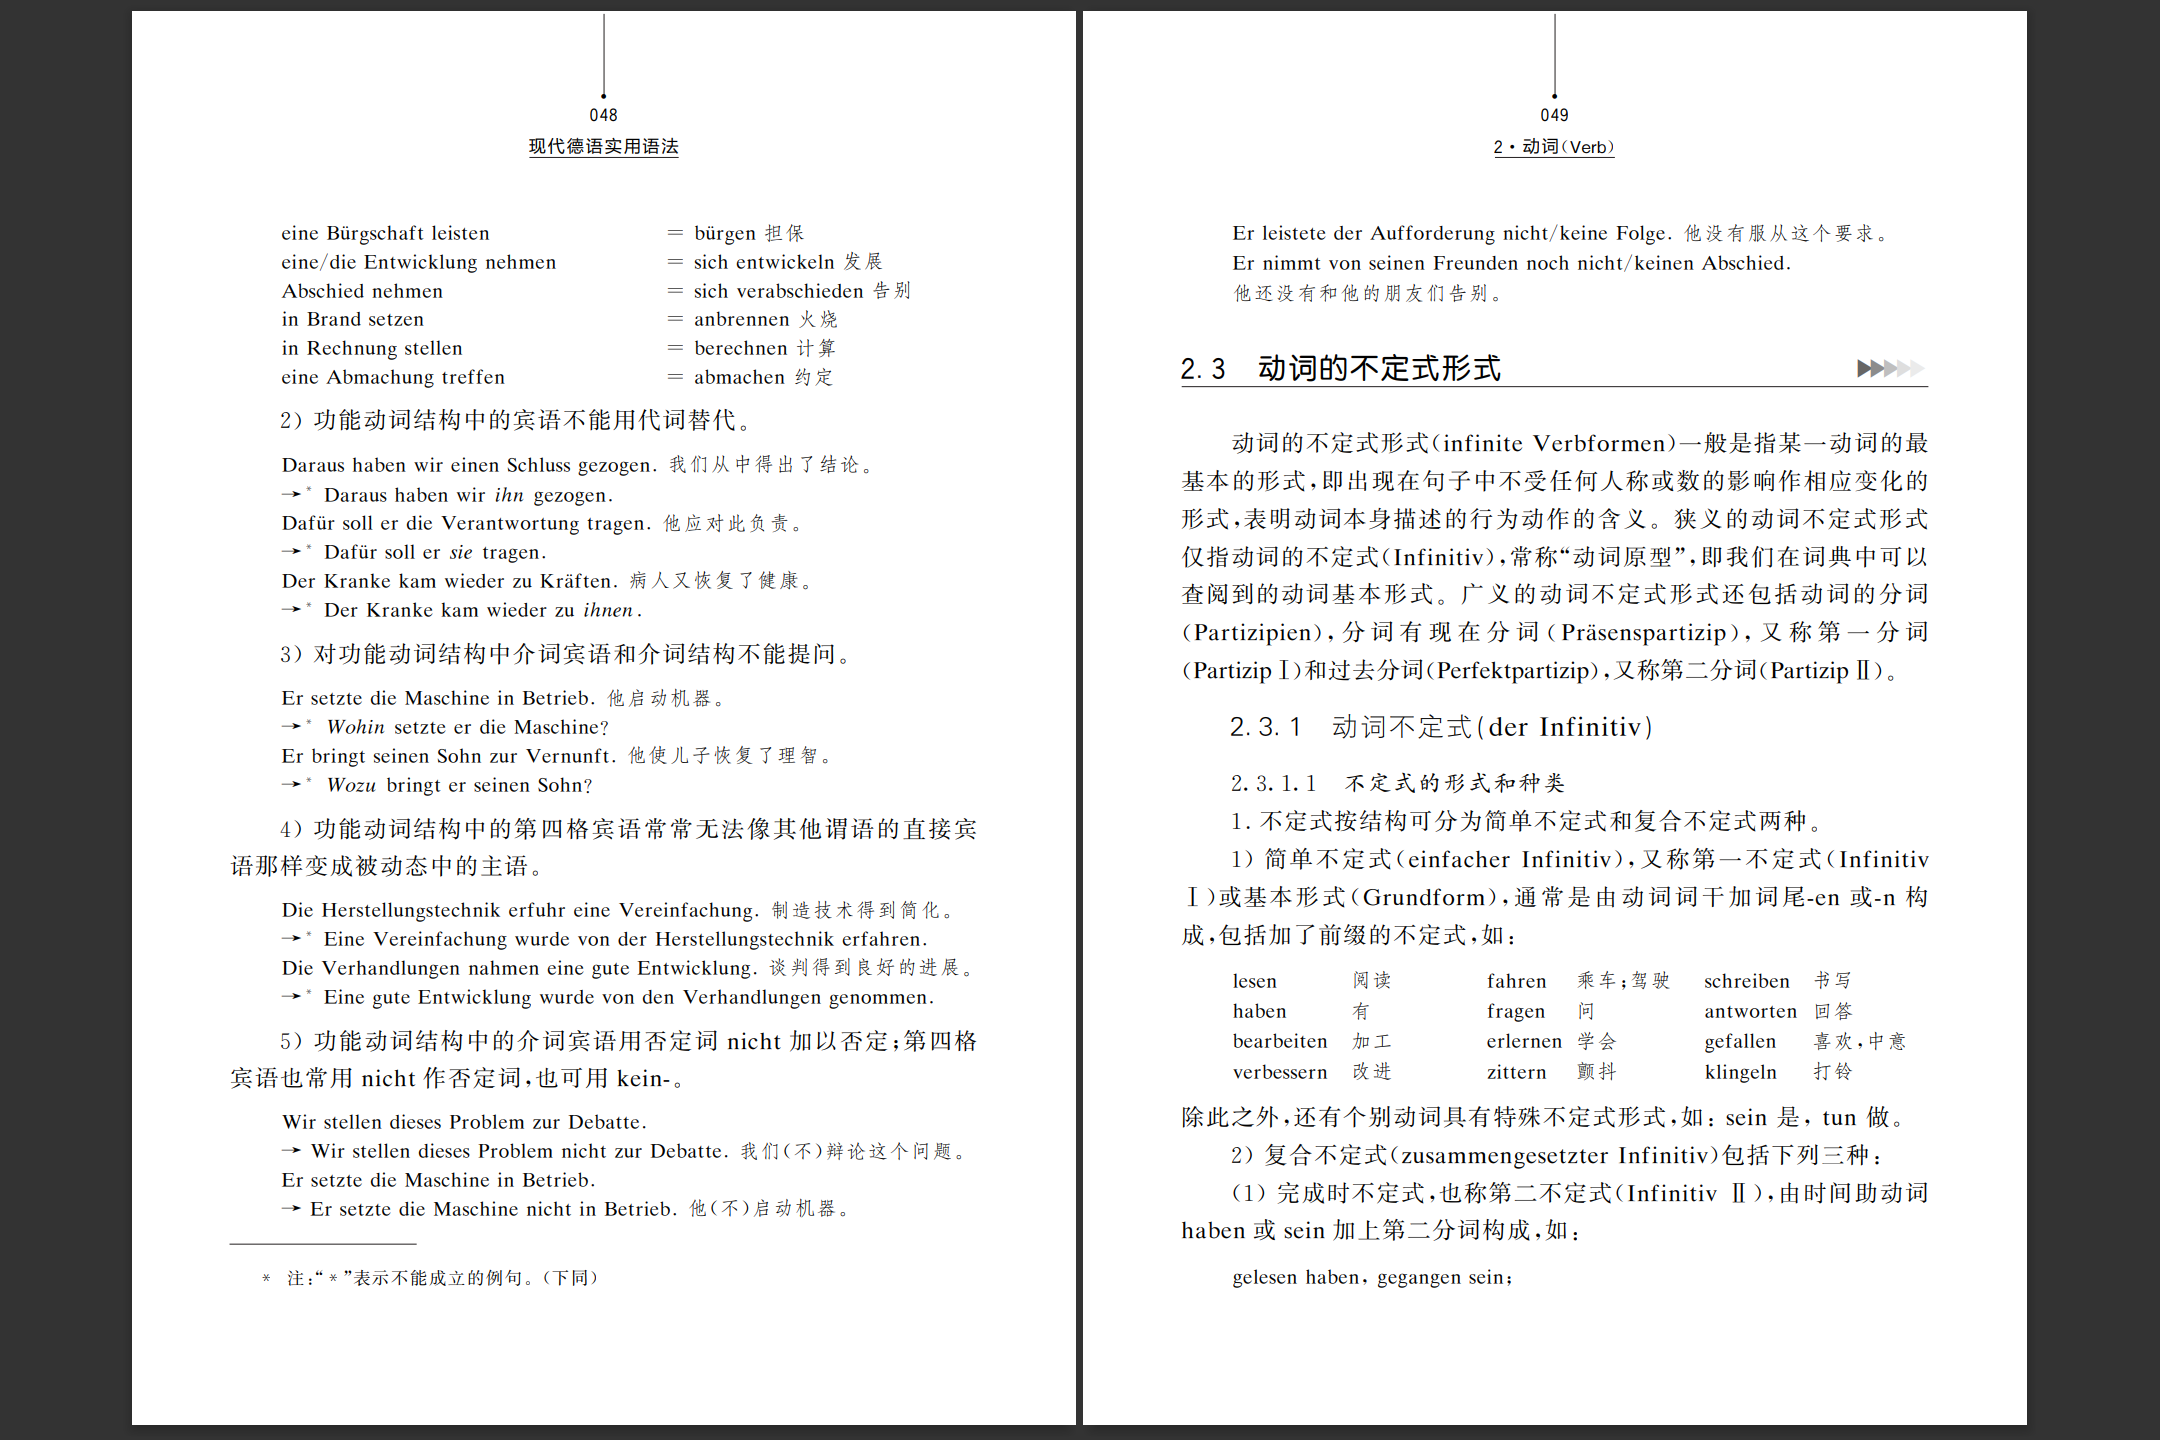 048
现代德语实用语法
eine Bürgschaft leisten = bürgen 担保
eine/die Entwicklung nehmen = sich entwickeln 发展
Abschied nehmen = sich verabschieden 告别
in Brand setzen = anbrennen 火烧
in Rechnung stellen = berechnen 计算
eine Abmachung treffen = abmachen 约定
2) 功能动词结构中的宾语不能用代词替代。
Daraus haben wir einen Schluss gezogen. 我们从中得出了结论。
→* Daraus haben wir ihn gezogen.
Dafür soll er die Verantwortung tragen. 他应对此负责。
→* Dafür soll er sie tragen.
Der Kranke kam wieder zu Kräften. 病人又恢复了健康。
→* Der Kranke kam wieder zu ihnen.
3) 对功能动词结构中介词宾语和介词结构不能提问。
Er setzte die Maschine in Betrieb. 他启动机器。
→* Wohin setzte er die Maschine?
Er bringt seinen Sohn zur Vernunft. 他使儿子恢复了理智。
→* Wozu bringt er seinen Sohn?
4) 功能动词结构中的第四格宾语常常无法像其他谓语的直接宾
语那样变成被动态中的主语。
Die Herstellungstechnik erfuhr eine Vereinfachung. 制造技术得到简化。
→* Eine Vereinfachung wurde von der Herstellungstechnik erfahren.
Die Verhandlungen nahmen eine gute Entwicklung. 谈判得到良好的进展。
→* Eine gute Entwicklung wurde von den Verhandlungen genommen.
5) 功能动词结构中的介词宾语用否定词 nicht 加以否定;第四格
宾语也常用 nicht 作否定词,也可用 kein-。
Wir stellen dieses Problem zur Debatte.
→ Wir stellen dieses Problem nicht zur Debatte. 我们(不)辩论这个问题。
Er setzte die Maschine in Betrieb.
→ Er setzte die Maschine nicht in Betrieb. 他(不)启动机器。
* 注:“*”表示不能成立的例句。(下同)
049
2·动词(Verb)
Er leistete der Aufforderung nicht/keine Folge. 他没有服从这个要求。
Er nimmt von seinen Freunden noch nicht/keinen Abschied.
他还没有和他的朋友们告别。
2.3 动词的不定式形式
动词的不定式形式(infinite Verbformen)一般是指某一动词的最
基本的形式,即出现在句子中不受任何人称或数的影响作相应变化的
形式,表明动词本身描述的行为动作的含义。狭义的动词不定式形式
仅指动词的不定式(Infinitiv),常称“动词原型”,即我们在词典中可以
查阅到的动词基本形式。广义的动词不定式形式还包括动词的分词
(Partizipien),分词有现在分词(Präsenspartizip),又称第一分词
(Partizip Ⅰ)和过去分词(Perfektpartizip),又称第二分词(Partizip Ⅱ)。
2.3.1 动词不定式(der Infinitiv)
2.3.1.1 不定式的形式和种类
1. 不定式按结构可分为简单不定式和复合不定式两种。
1) 简单不定式(einfacher Infinitiv),又称第一不定式(Infinitiv
Ⅰ)或基本形式(Grundform),通常是由动词词干加词尾-en 或-n 构
成,包括加了前缀的不定式,如:
lesen 阅读 fahren 乘车;驾驶 schreiben 书写
haben 有 fragen 问 antworten 回答
bearbeiten 加工 erlernen 学会 gefallen 喜欢,中意
verbessern 改进 zittern 颤抖 klingeln 打铃
除此之外,还有个别动词具有特殊不定式形式,如: sein 是, tun 做。
2) 复合不定式(zusammengesetzter Infinitiv)包括下列三种:
(1) 完成时不定式,也称第二不定式(Infinitiv Ⅱ),由时间助动词
haben 或 sein 加上第二分词构成,如:
gelesen haben, gegangen sein;